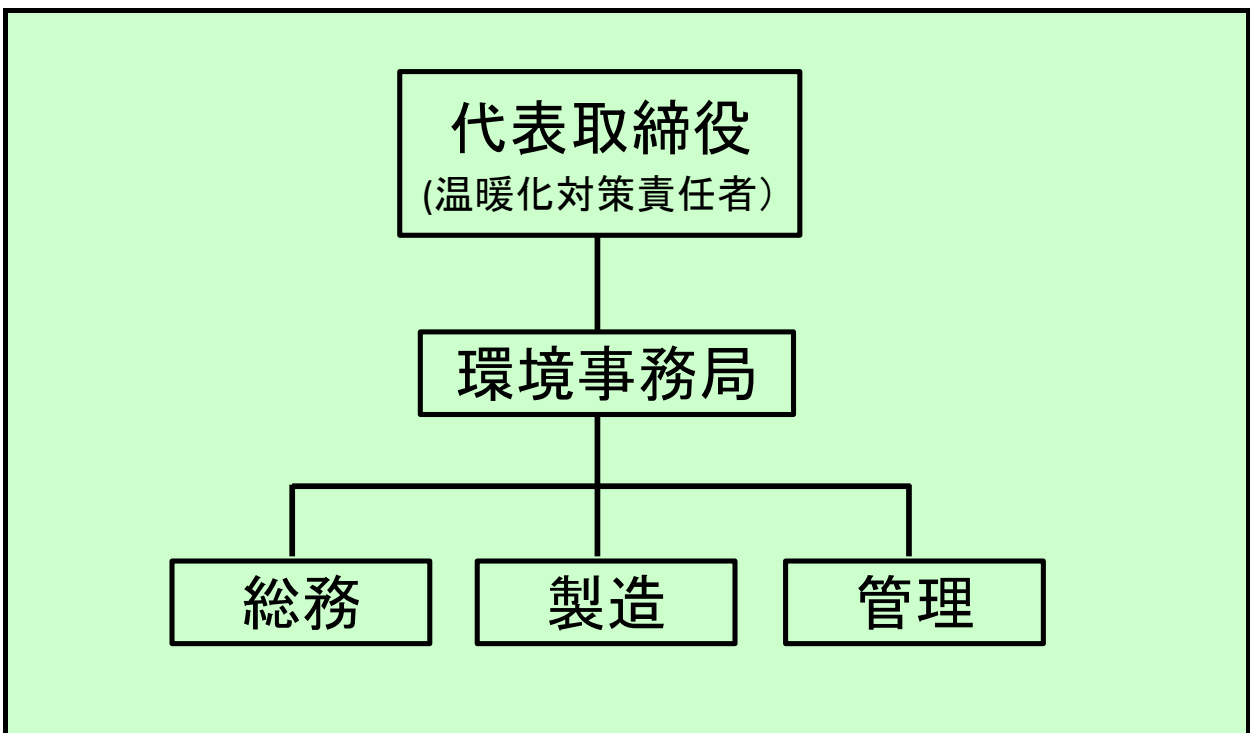 代表取締役
(温暖化対策責任者）
環境事務局
総務
製造
管理